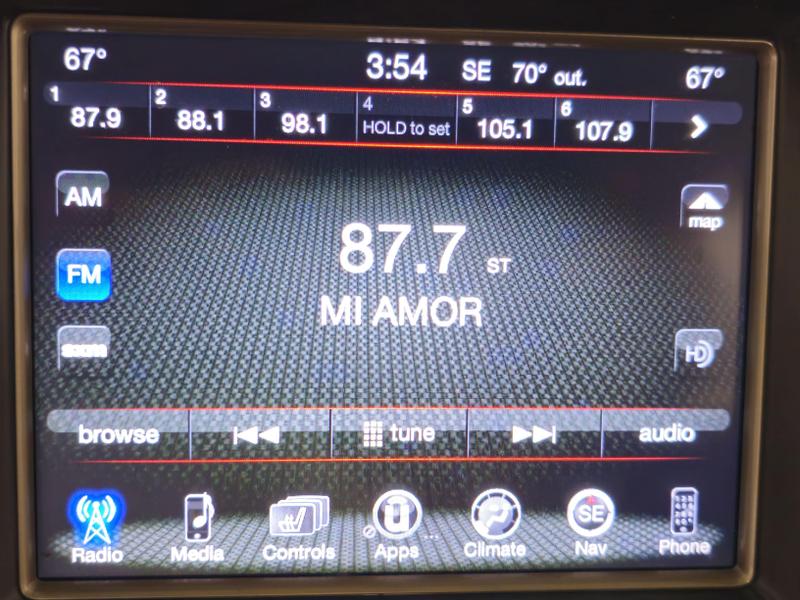 67° 3:54 SE 70° out. 67°
1 87.9 2 88.1 3 98.1 4 HOLD to set 5 105.1 6 107.9
AM
map
87.7 ST
FM
MI AMOR
HD
browse tune audio
SE
Radio Media Controls Apps Climate Nav Phone